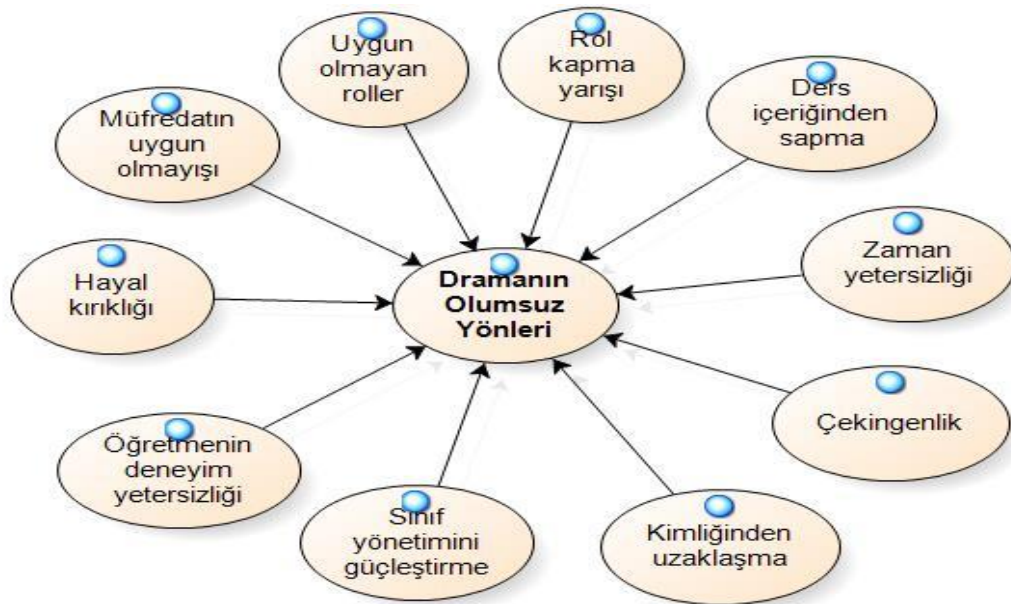 Uygun
olmayan
roller
Rol
kapma
yarışı
Ders
içeriğinden
sapma
Müfredatın
uygun
olmayışı
Zaman
yetersizliği
Hayal
kırıklığı
Dramanın
Olumsuz
Yönleri
Çekingenlik
Öğretmenin
deneyim
yetersizliği
Sınıf
yönetimini
güçleştirme
Kimliğinden
uzaklaşma